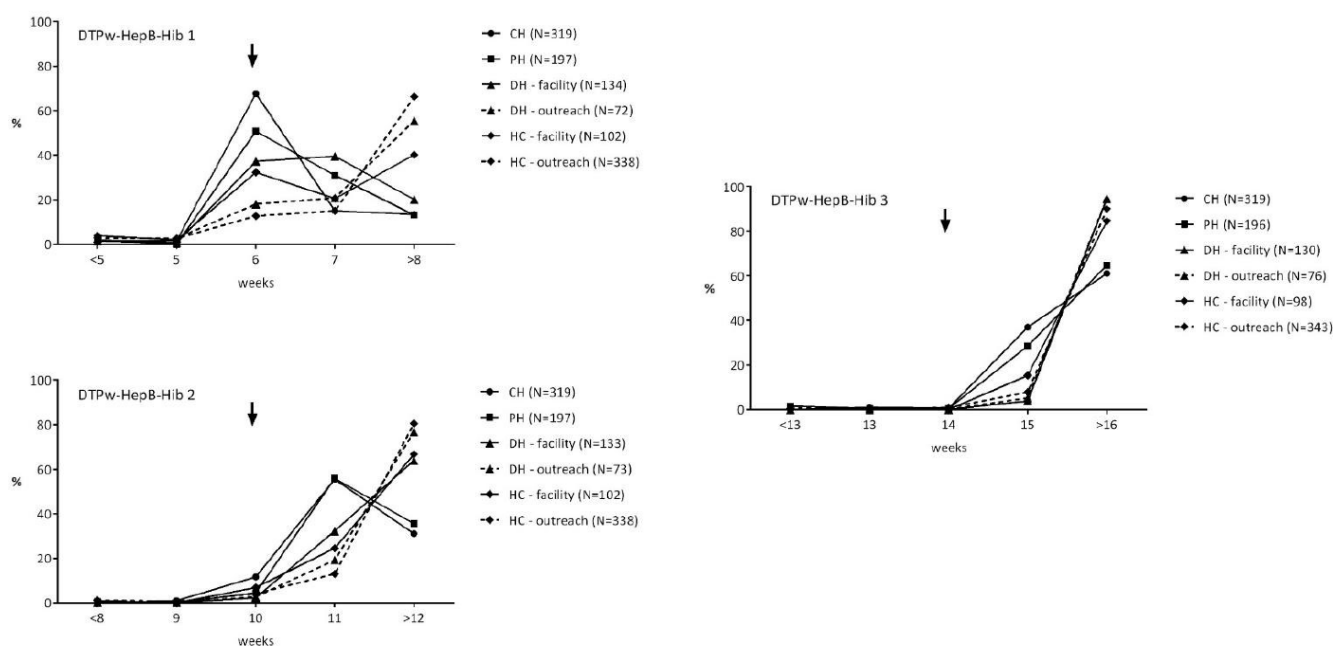 DTPw-HepB-Hib 1
%
100
80
60
40
20
0
<5
5
6
7
>8
weeks
CH (N=319)
PH (N=197)
DH - facility (N=134)
DH - outreach (N=72)
HC - facility (N=102)
HC - outreach (N=338)
DTPw-HepB-Hib 2
%
100
80
60
40
20
0
<8
9
10
11
>12
weeks
CH (N=319)
PH (N=197)
DH - facility (N=133)
DH - outreach (N=73)
HC - facility (N=102)
HC - outreach (N=338)
DTPw-HepB-Hib 3
%
100
80
60
40
20
0
<13
13
14
15
>16
weeks
CH (N=319)
PH (N=196)
DH - facility (N=130)
DH - outreach (N=76)
HC - facility (N=98)
HC - outreach (N=343)